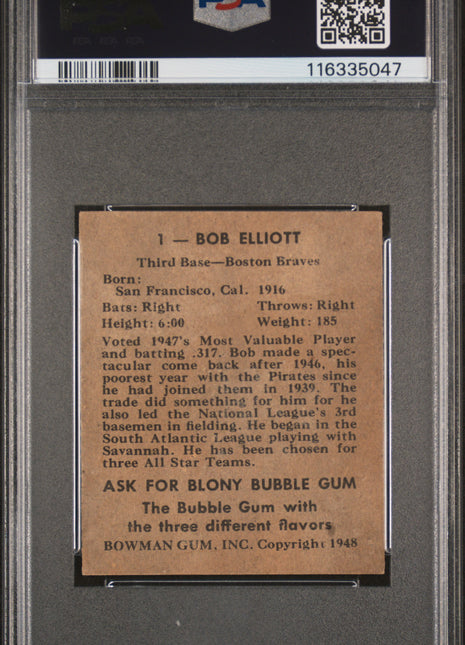 PSA
116335047
1 — BOB ELLIOTT
Third Base—Boston Braves
Born:
San Francisco, Cal. 1916
Bats: Right Throws: Right
Height: 6:00 Weight: 185
Voted 1947's Most Valuable Player
and batting .317. Bob made a spec-
tacular come back after 1946, his
poorest year with the Pirates since
he had joined them in 1939. The
trade did something for him for he
also led the National League's 3rd
basemen in fielding. He began in the
South Atlantic League playing with
Savannah. He has been chosen for
three All Star Teams.
ASK FOR BLONY BUBBLE GUM
The Bubble Gum with
the three different flavors
BOWMAN GUM, INC. Copyright 1948